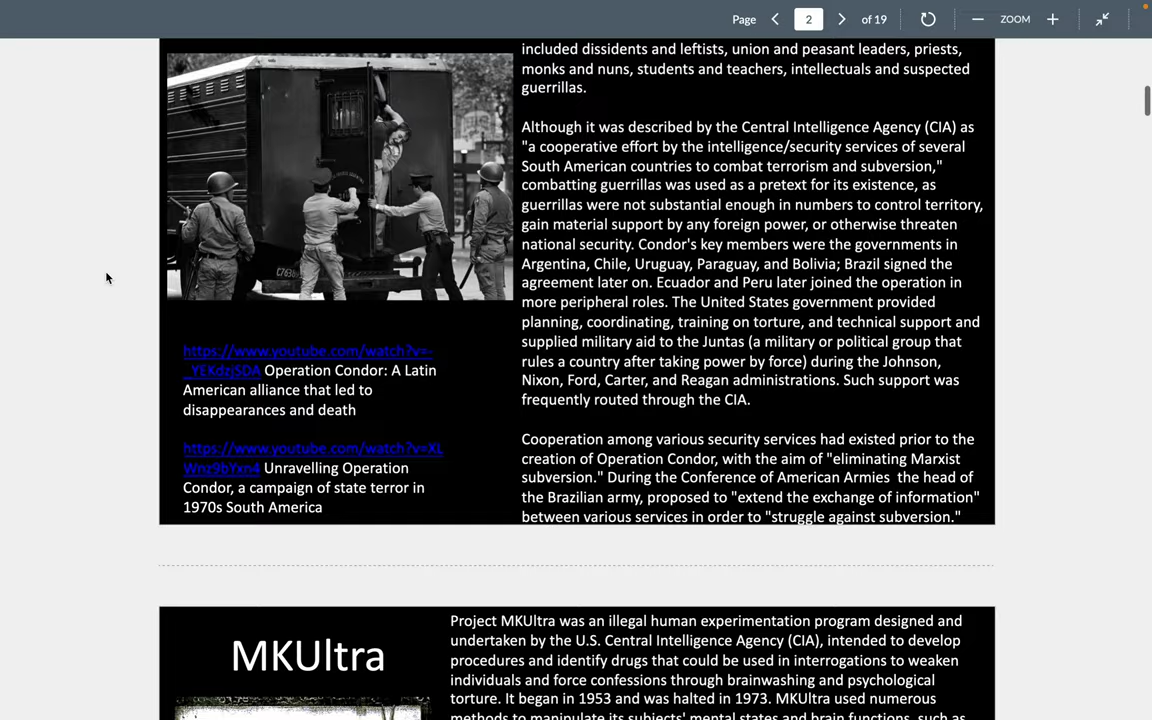 Page 2 of 19 ZOOM
included dissidents and leftists, union and peasant leaders, priests,
monks and nuns, students and teachers, intellectuals and suspected
guerrillas.
Although it was described by the Central Intelligence Agency (CIA) as
"a cooperative effort by the intelligence/security services of several
South American countries to combat terrorism and subversion,"
combatting guerrillas was used as a pretext for its existence, as
guerrillas were not substantial enough in numbers to control territory,
gain material support by any foreign power, or otherwise threaten
national security. Condor's key members were the governments in
Argentina, Chile, Uruguay, Paraguay, and Bolivia; Brazil signed the
agreement later on. Ecuador and Peru later joined the operation in
more peripheral roles. The United States government provided
planning, coordinating, training on torture, and technical support and
supplied military aid to the Juntas (a military or political group that
rules a country after taking power by force) during the Johnson,
Nixon, Ford, Carter, and Reagan administrations. Such support was
frequently routed through the CIA.
Cooperation among various security services had existed prior to the
creation of Operation Condor, with the aim of "eliminating Marxist
subversion." During the Conference of American Armies the head of
the Brazilian army, proposed to "extend the exchange of information"
between various services in order to "struggle against subversion."
https://www.youtube.com/watch?v=-
_YEKdzjSDA Operation Condor: A Latin
American alliance that led to
disappearances and death
https://www.youtube.com/watch?v=XL
Wnz9bYxn4 Unravelling Operation
Condor, a campaign of state terror in
1970s South America
MKUltra
Project MKUltra was an illegal human experimentation program designed and
undertaken by the U.S. Central Intelligence Agency (CIA), intended to develop
procedures and identify drugs that could be used in interrogations to weaken
individuals and force confessions through brainwashing and psychological
torture. It began in 1953 and was halted in 1973. MKUltra used numerous
methods to manipulate its subjects' mental states and brain functions, such as